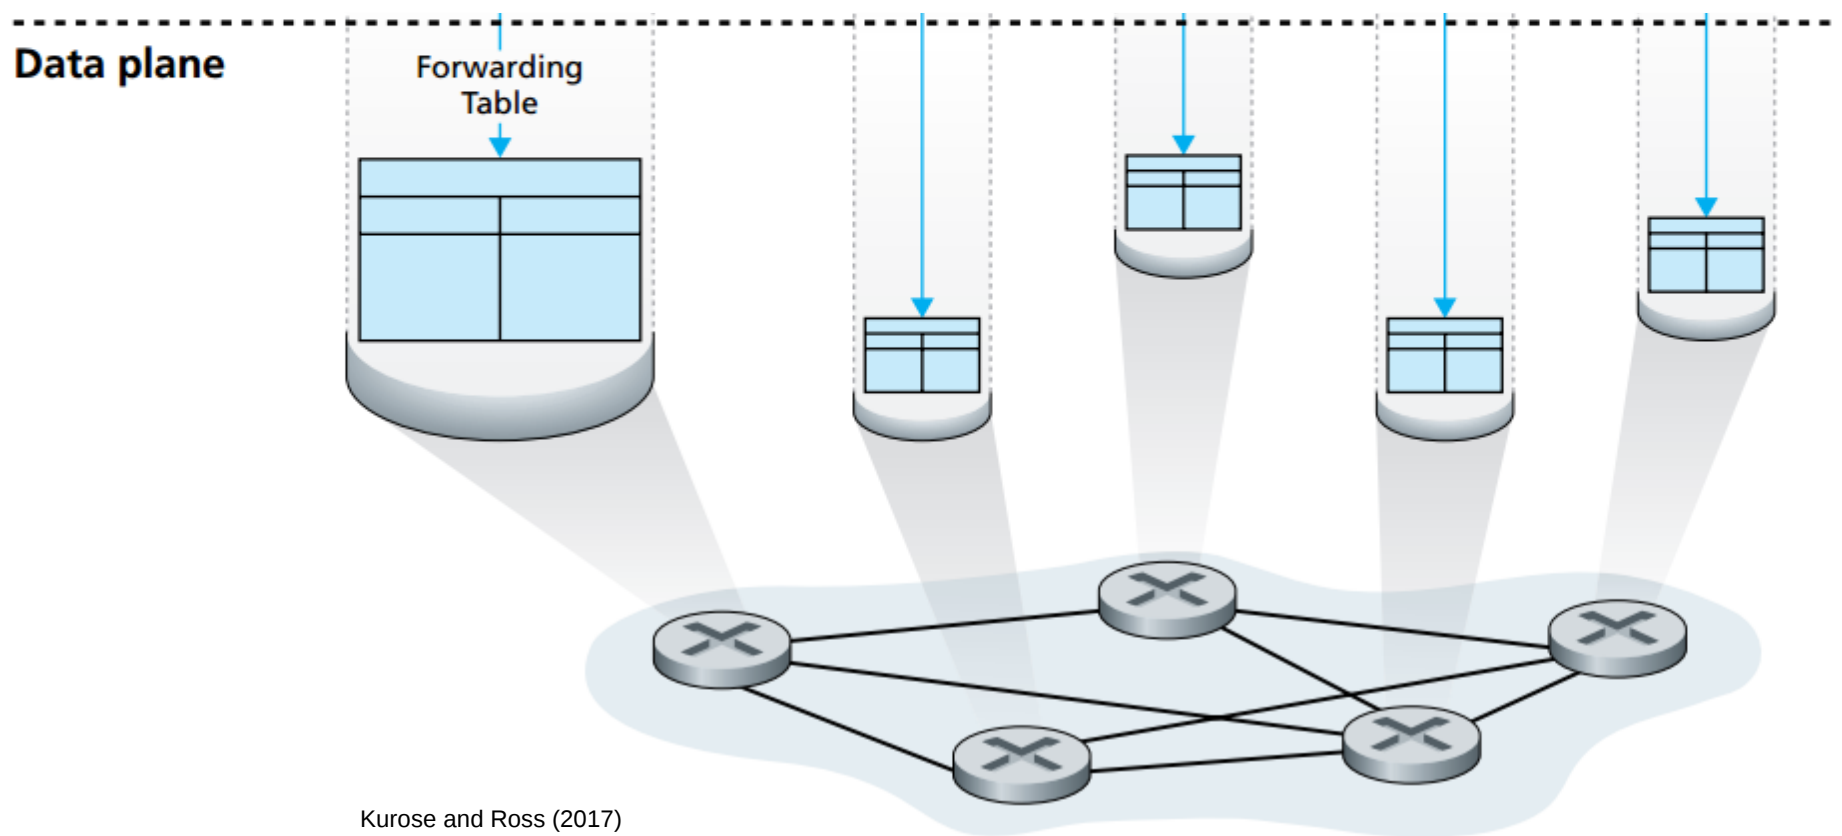 Data plane
Forwarding
Table
Kurose and Ross (2017)